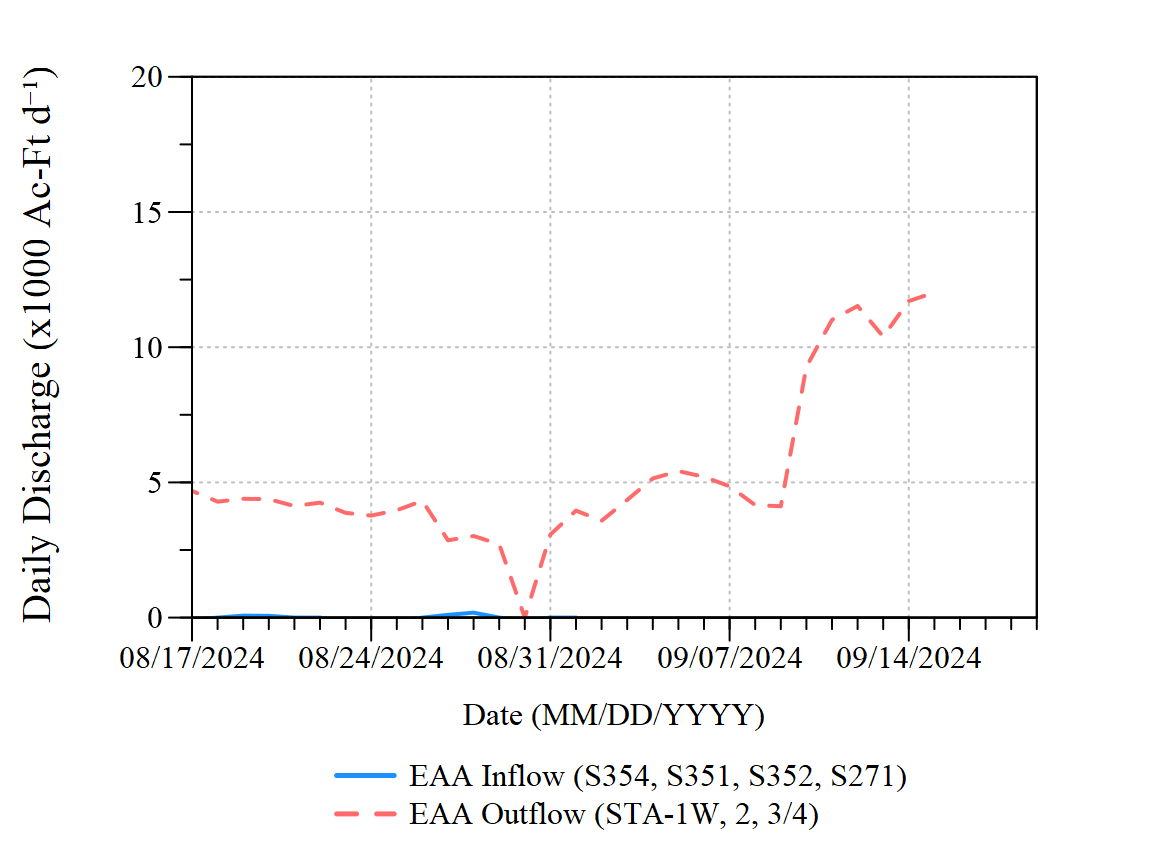 Daily Discharge (x1000 Ac-Ft d⁻¹)
20
15
10
5
0
08/17/2024 08/24/2024 08/31/2024 09/07/2024 09/14/2024
Date (MM/DD/YYYY)
EAA Inflow (S354, S351, S352, S271)
EAA Outflow (STA-1W, 2, 3/4)